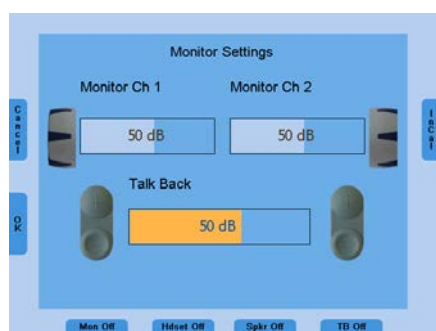 Monitor Settings
Monitor Ch 1
Monitor Ch 2
Cancel
InCal
50 dB
50 dB
Talk Back
OK
50 dB
Mon Off
Hdset Off
Spkr Off
TB Off